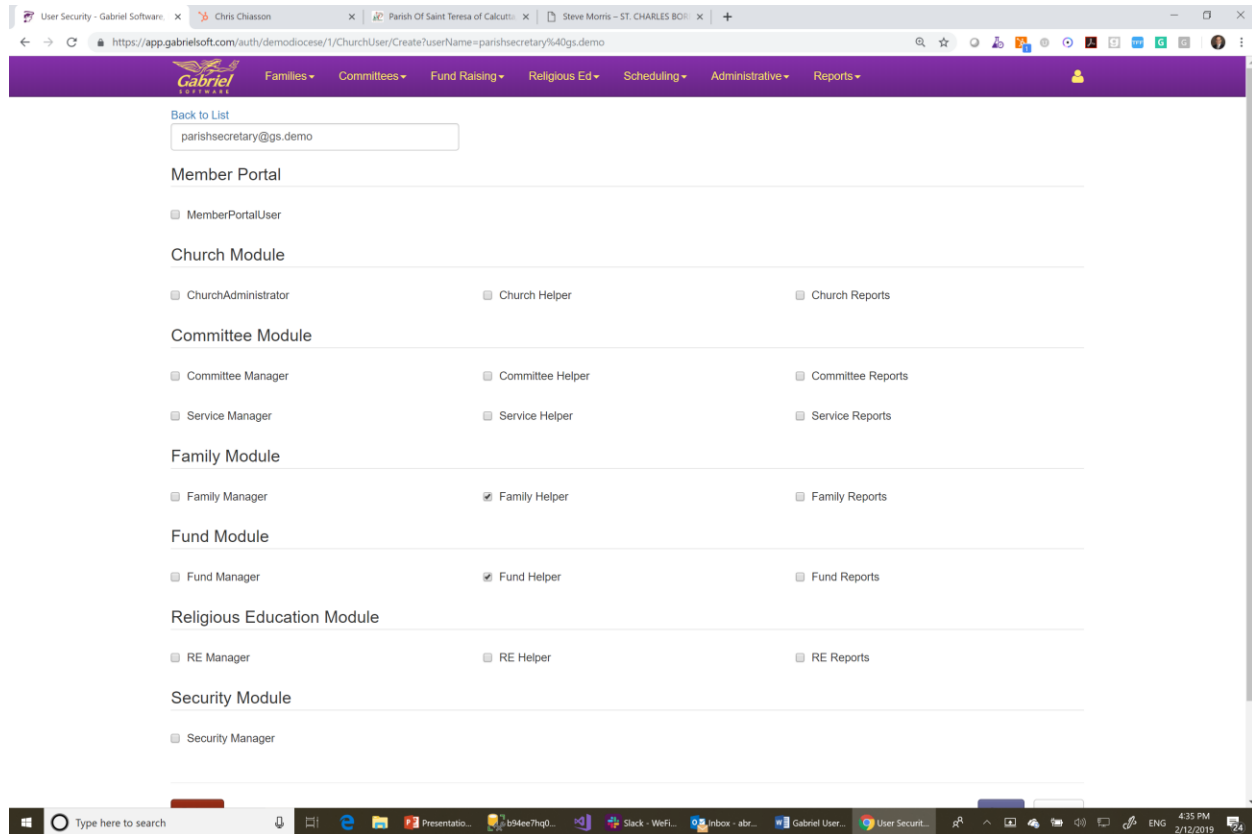 User Security - Gabriel Software,
Chris Chiasson
Parish Of Saint Teresa of Calcutta
Steve Morris – ST. CHARLES BOR
https://app.gabrielsoft.com/auth/demodiocese/1/ChurchUser/Create?userName=parishsecretary%40gs.demo
Gabriel
SOFTWARE
Families
Committees
Fund Raising
Religious Ed
Scheduling
Administrative
Reports
Back to List
parishsecretary@gs.demo
Member Portal
MemberPortalUser
Church Module
ChurchAdministrator
Church Helper
Church Reports
Committee Module
Committee Manager
Committee Helper
Committee Reports
Service Manager
Service Helper
Service Reports
Family Module
Family Manager
Family Helper
Family Reports
Fund Module
Fund Manager
Fund Helper
Fund Reports
Religious Education Module
RE Manager
RE Helper
RE Reports
Security Module
Security Manager
Type here to search
Presentatio...
b94ee7hq0...
Slack - WeFi...
Inbox - abr...
Gabriel User...
User Securit...
ENG
4:35 PM
2/12/2019
24